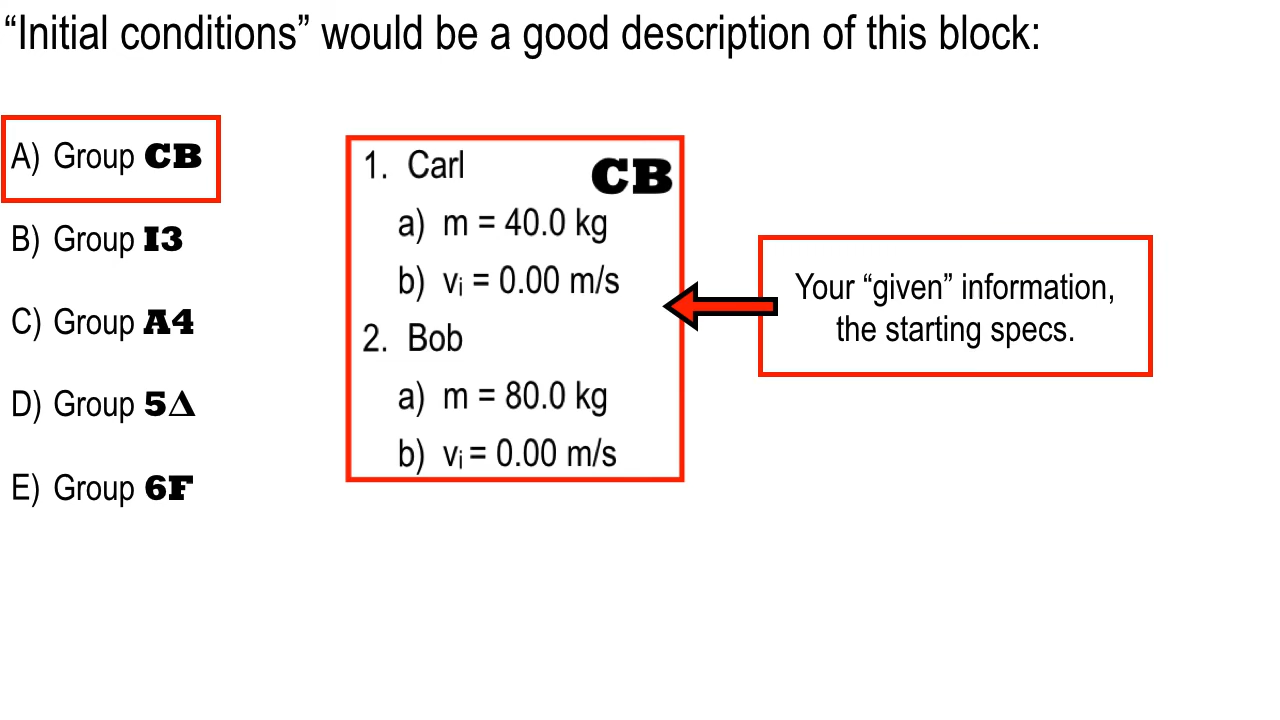 “Initial conditions” would be a good description of this block:
A) Group CB
B) Group I3
C) Group A4
D) Group 5Δ
E) Group 6F
1. Carl CB
a) m = 40.0 kg
b) vᵢ = 0.00 m/s
2. Bob
a) m = 80.0 kg
b) vᵢ = 0.00 m/s
Your “given” information,
the starting specs.